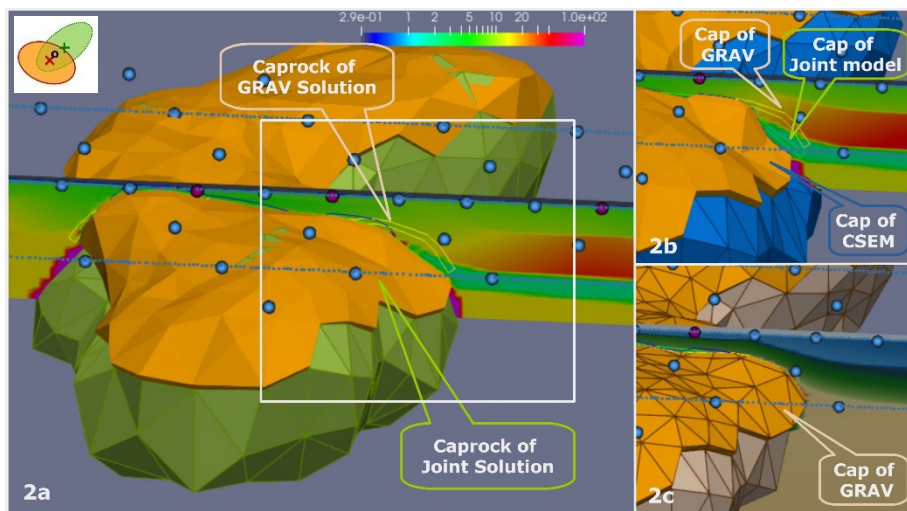 2.9e-01 1 2 5 10 20 1.0e+02
Caprock of
GRAV Solution
Caprock of
Joint Solution
2a
Cap of
GRAV
Cap of
Joint model
Cap of
CSEM
2b
Cap of
GRAV
2c